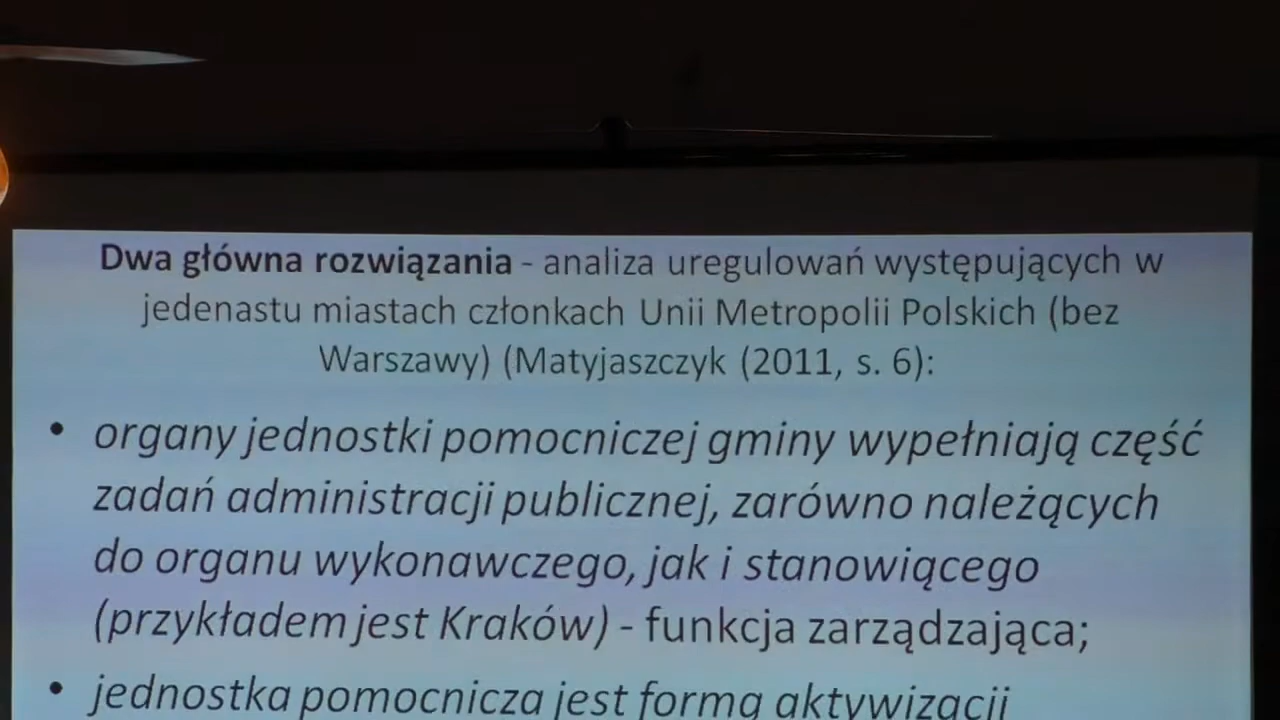 Dwa główna rozwiązania - analiza uregulowań występujących w
jedenastu miastach członkach Unii Metropolii Polskich (bez
Warszawy) (Matyjaszczyk (2011, s. 6):
• organy jednostki pomocniczej gminy wypełniają część
zadań administracji publicznej, zarówno należących
do organu wykonawczego, jak i stanowiącego
(przykładem jest Kraków) - funkcja zarządzająca;
• jednostka pomocnicza jest formą aktywizacji